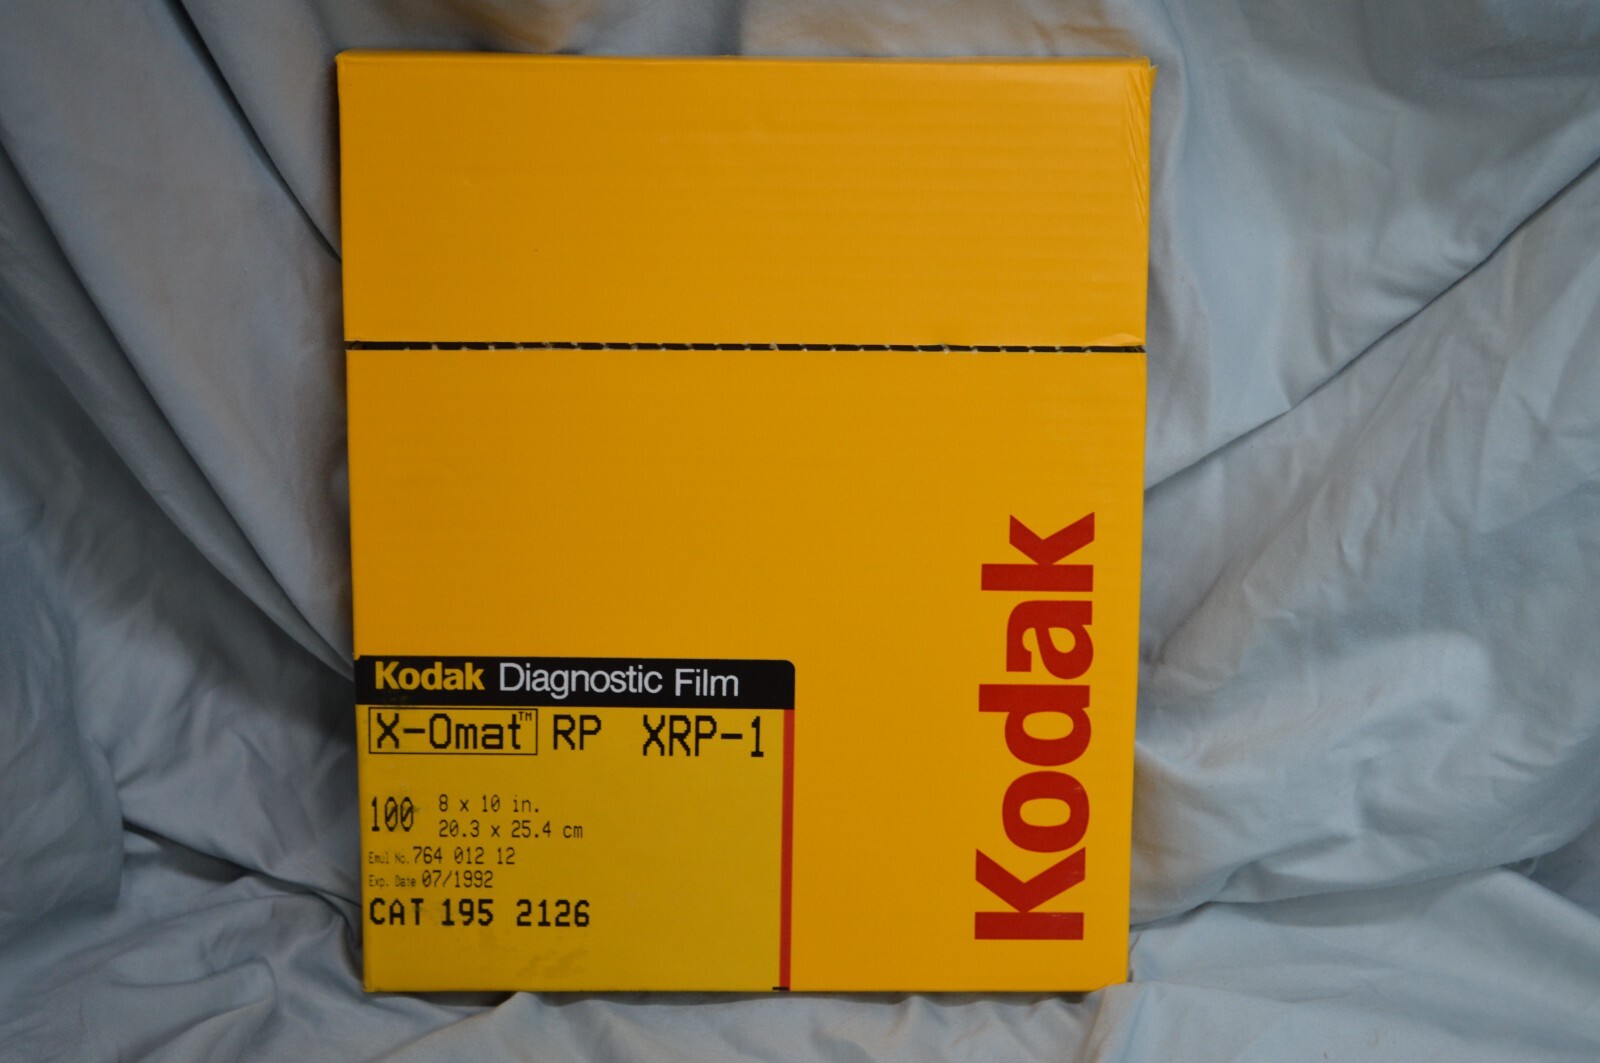 Kodak Diagnostic Film
X-Omat™ RP XRP-1
100 8 x 10 in.
20.3 x 25.4 cm
Emul No. 764 012 12
Exp. Date 07/1992
CAT 195 2126
Kodak